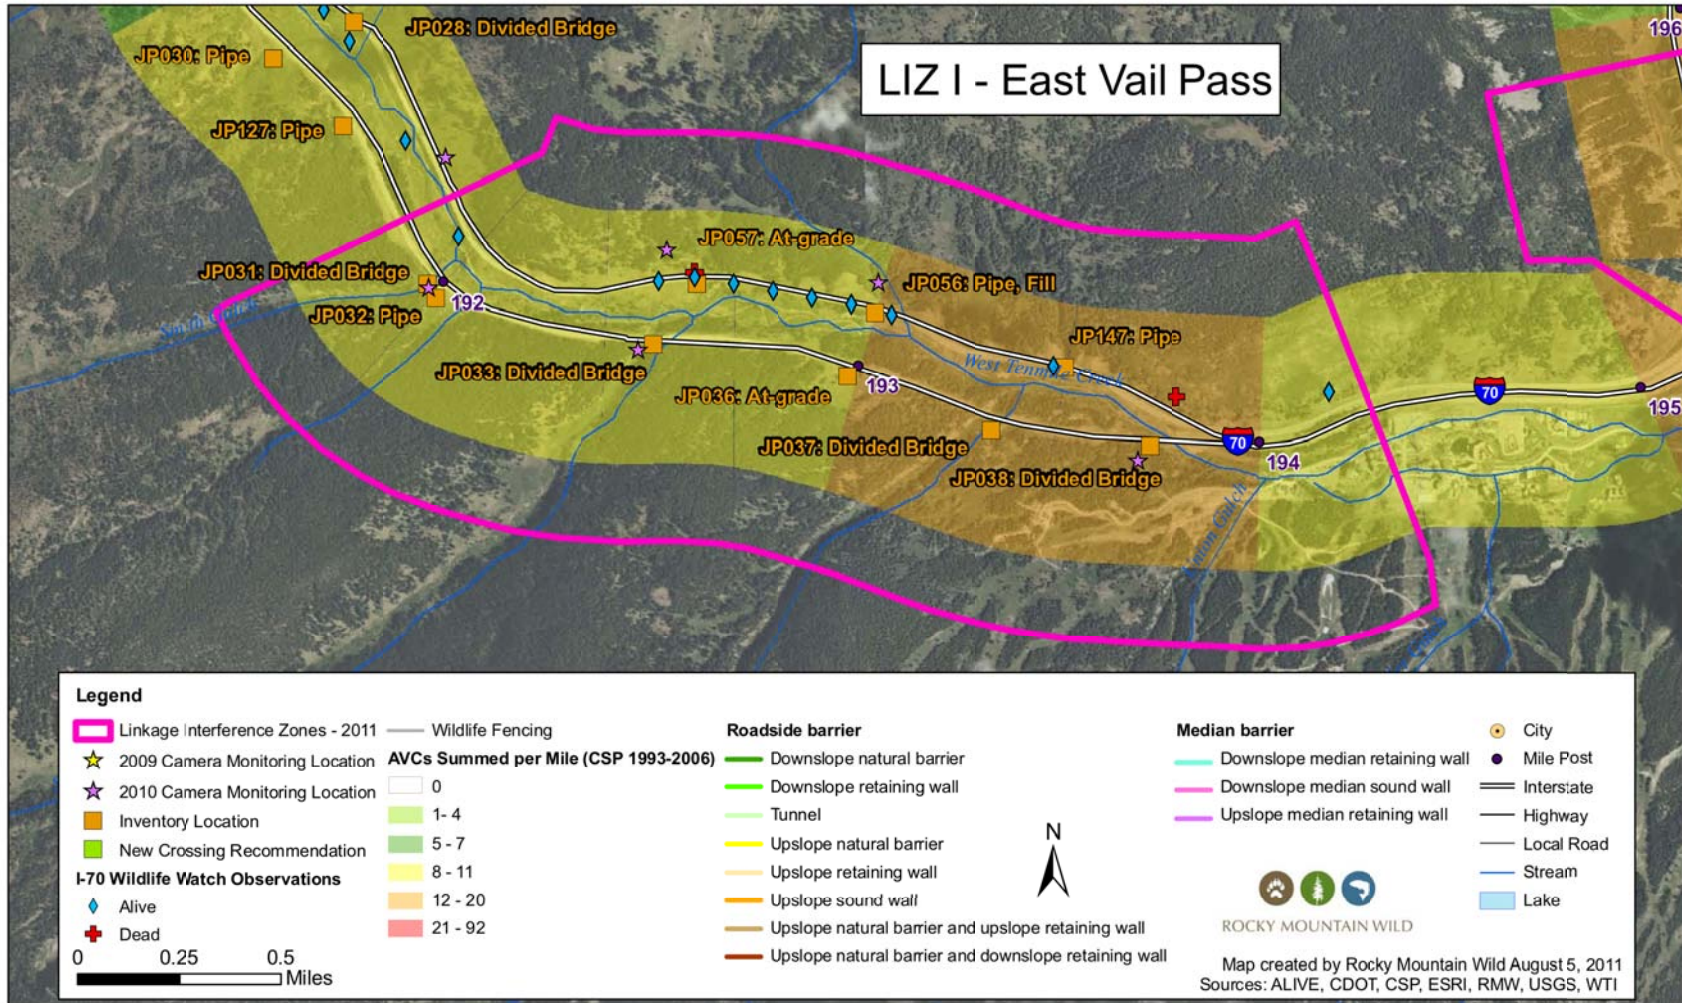 JP028: Divided Bridge
196
JP030: Pipe
LIZ I - East Vail Pass
JP127: Pipe
JP057: At-grade
JP031: Divided Bridge
JP056: Pipe, Fill
192
JP032: Pipe
South Gulch
JP147: Pipe
West Tenmile Creek
JP033: Divided Bridge
193
JP036: At-grade
70
195
JP037: Divided Bridge
70
194
JP038: Divided Bridge
Gulch
Creek
Legend
Linkage Interference Zones - 2011
2009 Camera Monitoring Location
2010 Camera Monitoring Location
Inventory Location
New Crossing Recommendation
I-70 Wildlife Watch Observations
Alive
Dead
0 0.25 0.5
Miles
Wildlife Fencing
AVCs Summed per Mile (CSP 1993-2006)
0
1- 4
5 - 7
8 - 11
12 - 20
21 - 92
Roadside barrier
Downslope natural barrier
Downslope retaining wall
Tunnel
Upslope natural barrier
Upslope retaining wall
Upslope sound wall
Upslope natural barrier and upslope retaining wall
Upslope natural barrier and downslope retaining wall
N
Median barrier
Downslope median retaining wall
Downslope median sound wall
Upslope median retaining wall
City
Mile Post
Interstate
Highway
Local Road
Stream
Lake
ROCKY MOUNTAIN WILD
Map created by Rocky Mountain Wild August 5, 2011
Sources: ALIVE, CDOT, CSP, ESRI, RMW, USGS, WTI